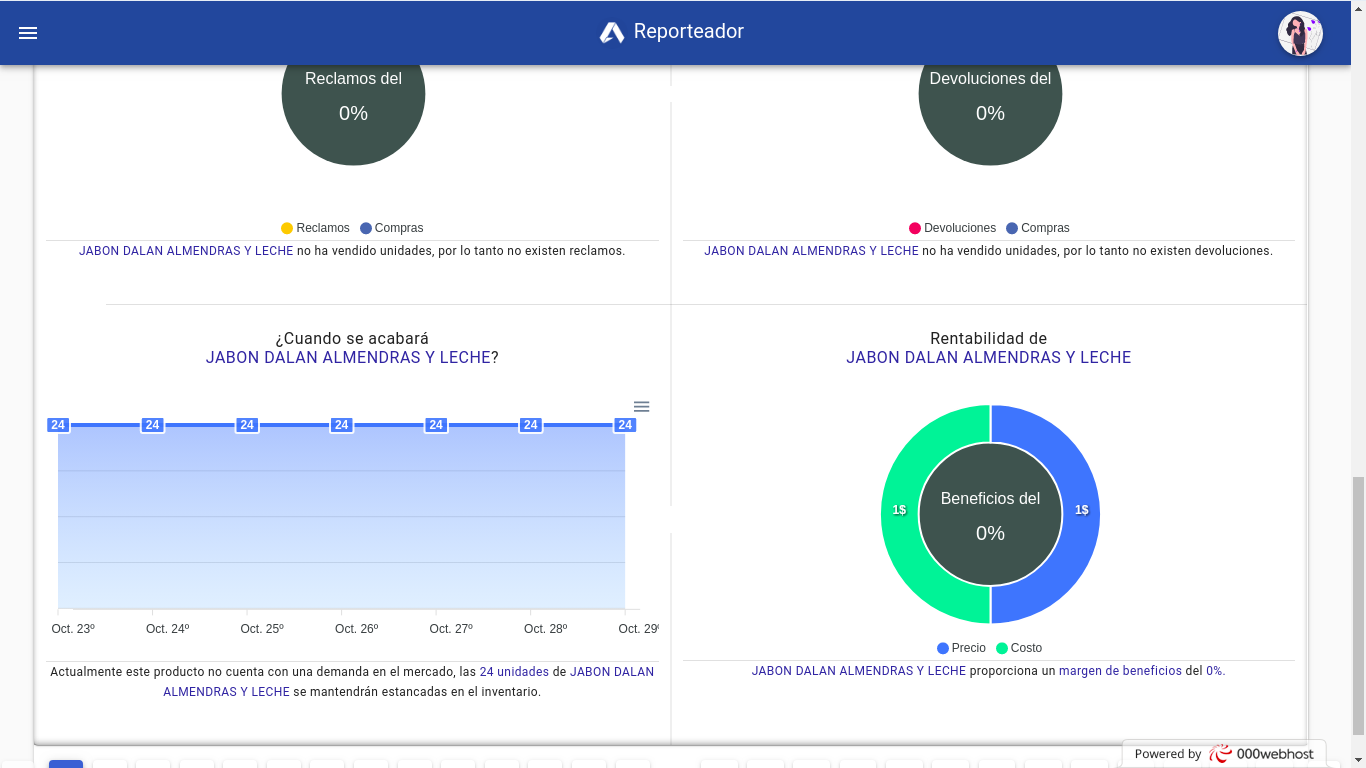 Reporteador
Reclamos del
0%
Devoluciones del
0%
Reclamos Compras
Devoluciones Compras
JABON DALAN ALMENDRAS Y LECHE no ha vendido unidades, por lo tanto no existen reclamos.
JABON DALAN ALMENDRAS Y LECHE no ha vendido unidades, por lo tanto no existen devoluciones.
¿Cuando se acabará
JABON DALAN ALMENDRAS Y LECHE?
24 24 24 24 24 24 24
Oct. 23º Oct. 24º Oct. 25º Oct. 26º Oct. 27º Oct. 28º Oct. 29º
Actualmente este producto no cuenta con una demanda en el mercado, las 24 unidades de JABON DALAN
ALMENDRAS Y LECHE se mantendrán estancadas en el inventario.
Rentabilidad de
JABON DALAN ALMENDRAS Y LECHE
Beneficios del
1$ 1$
0%
Precio Costo
JABON DALAN ALMENDRAS Y LECHE proporciona un margen de beneficios del 0%.
Powered by 000webhost